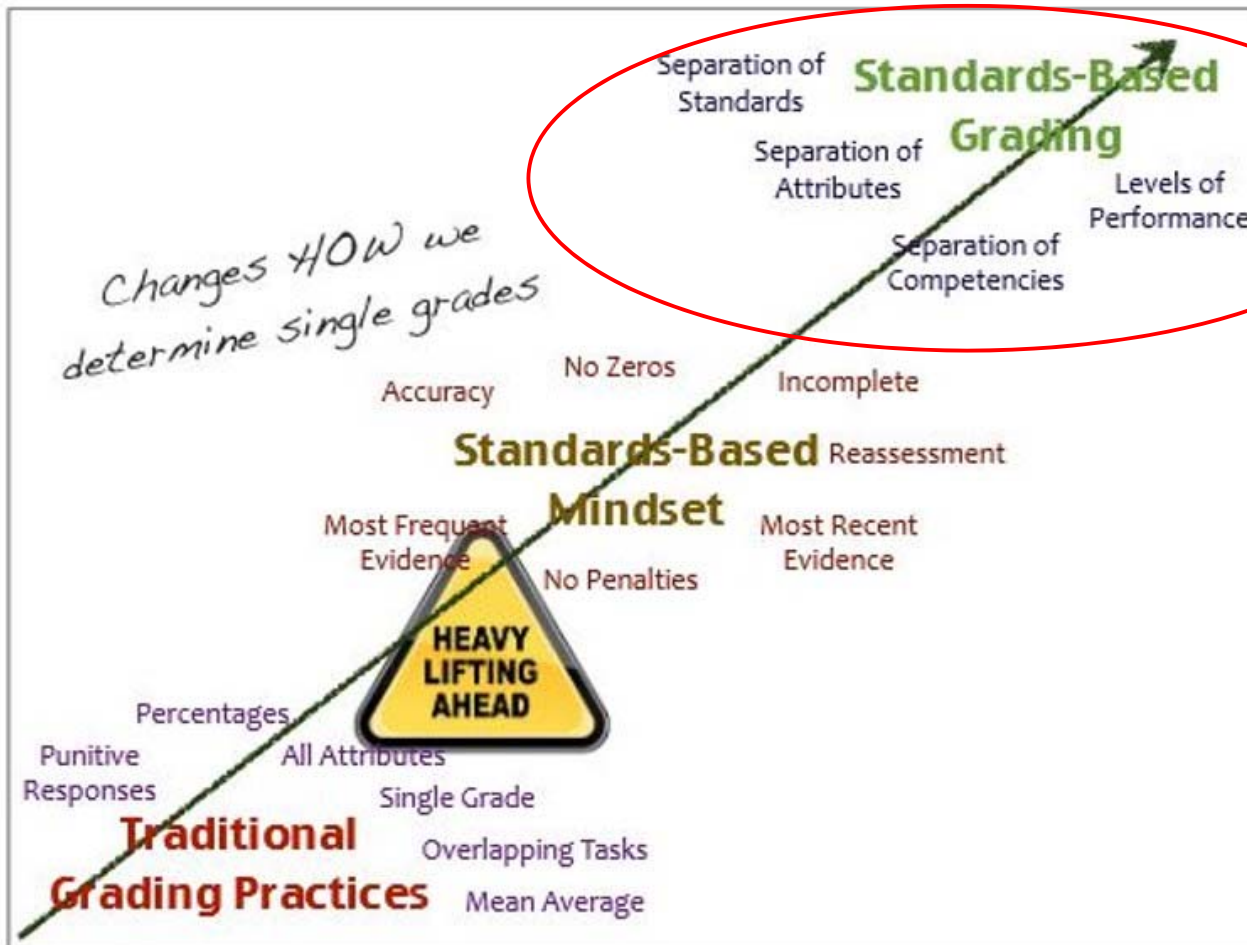 Separation of
Standards
Standards-Based
Grading
Separation of
Attributes
Levels of
Performance
Separation of
Competencies
Changes HOW we
determine single grades
No Zeros
Accuracy
Incomplete
Standards-Based
Mindset
Reassessment
Most Frequent
Evidence
Most Recent
Evidence
No Penalties
HEAVY
LIFTING
AHEAD
Percentages
Punitive
Responses
All Attributes
Single Grade
Traditional
Grading Practices
Overlapping Tasks
Mean Average